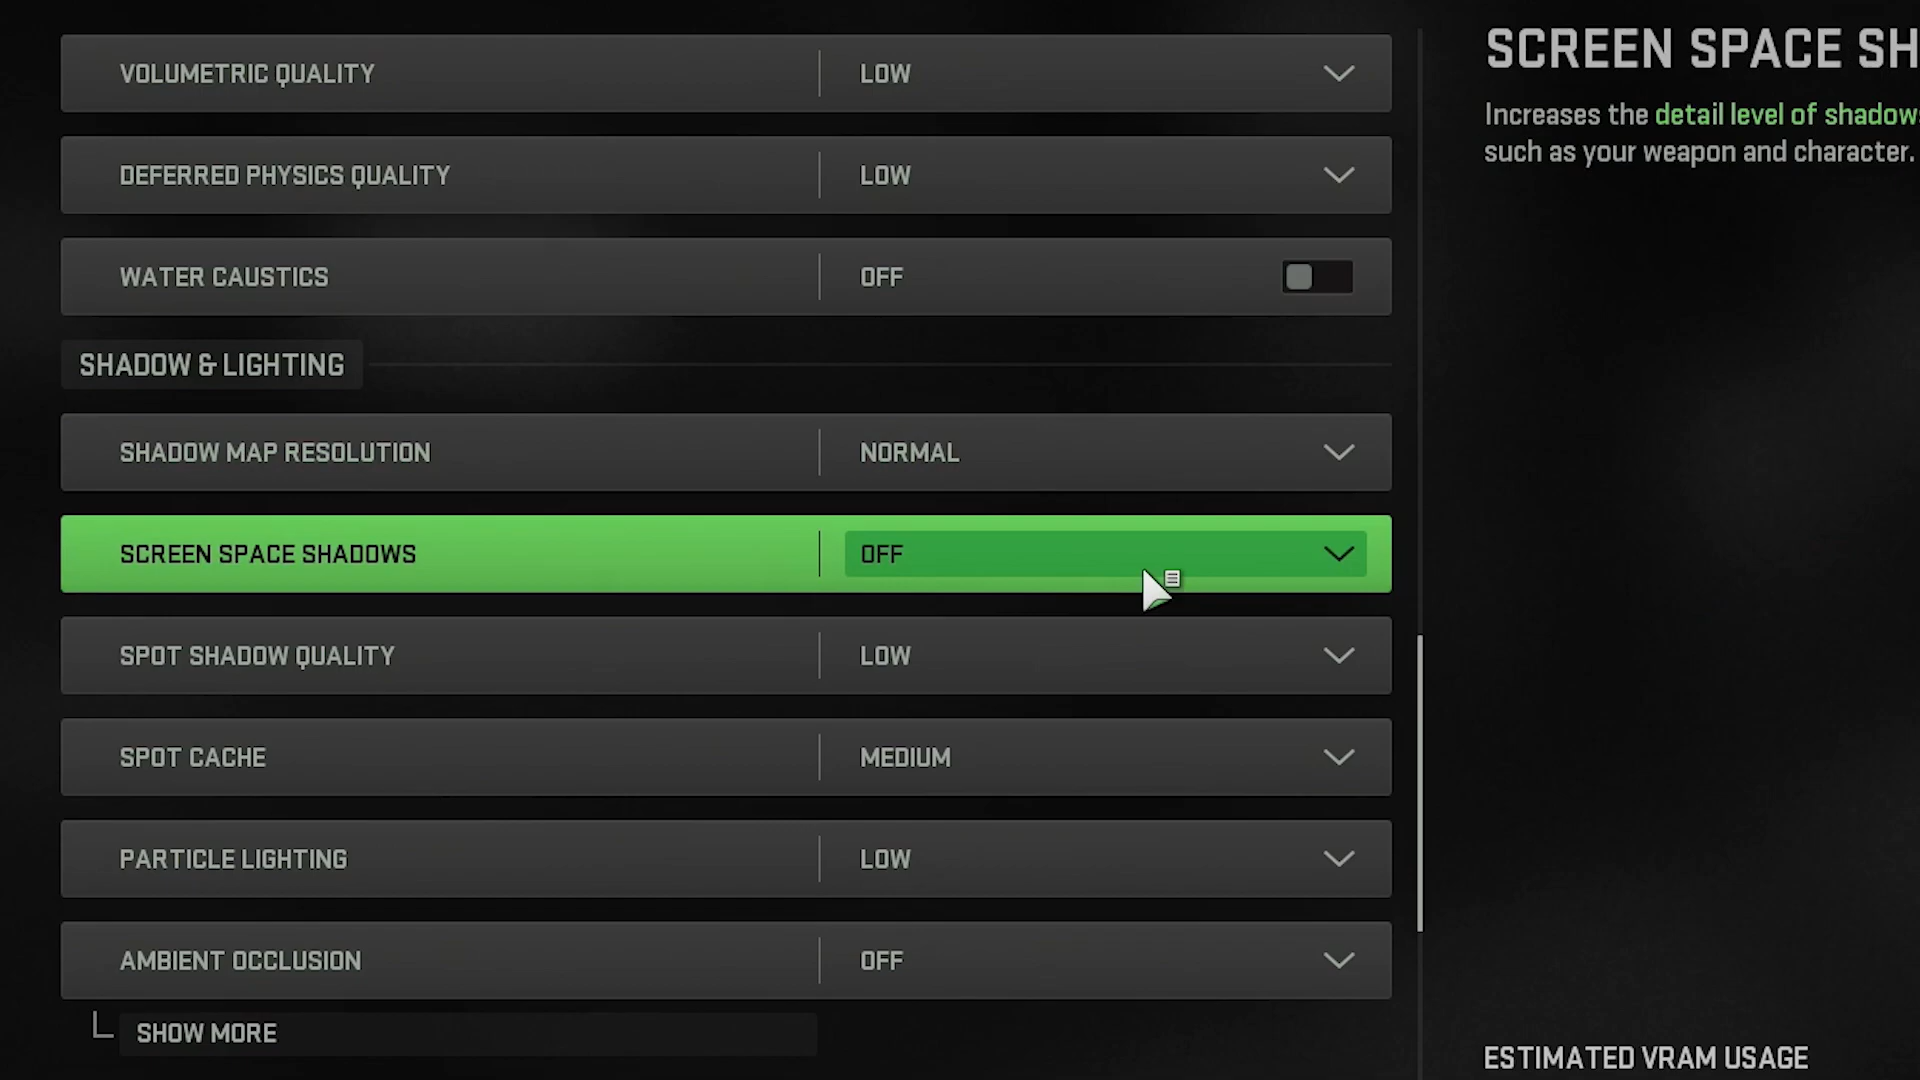 VOLUMETRIC QUALITY LOW
DEFERRED PHYSICS QUALITY LOW
WATER CAUSTICS OFF
SHADOW & LIGHTING
SHADOW MAP RESOLUTION NORMAL
SCREEN SPACE SHADOWS OFF
SPOT SHADOW QUALITY LOW
SPOT CACHE MEDIUM
PARTICLE LIGHTING LOW
AMBIENT OCCLUSION OFF
SHOW MORE
SCREEN SPACE SH
Increases the detail level of shadows
such as your weapon and character.
ESTIMATED VRAM USAGE